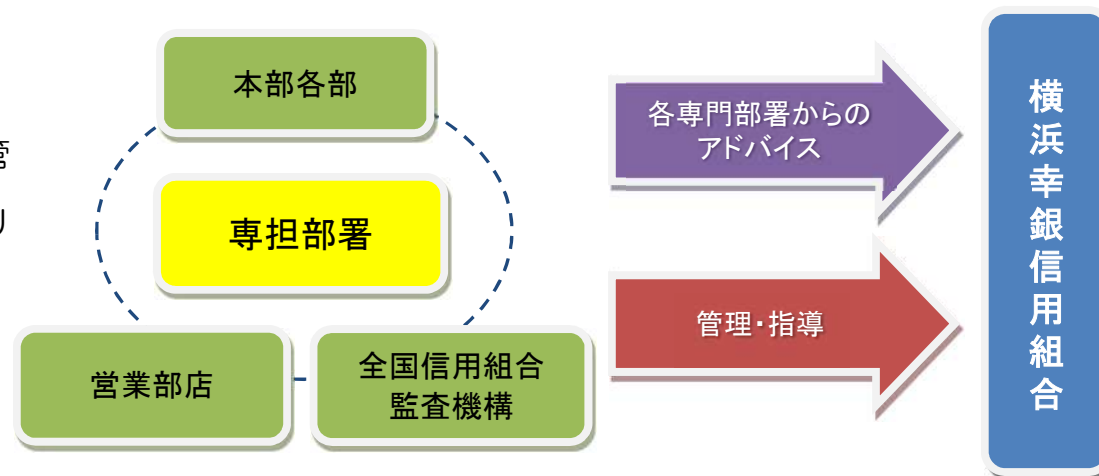 本部各部
管
リ
専担部署
営業部店
全国信用組合
監査機構
各専門部署からの
アドバイス
管理・指導
横浜幸銀信用組合